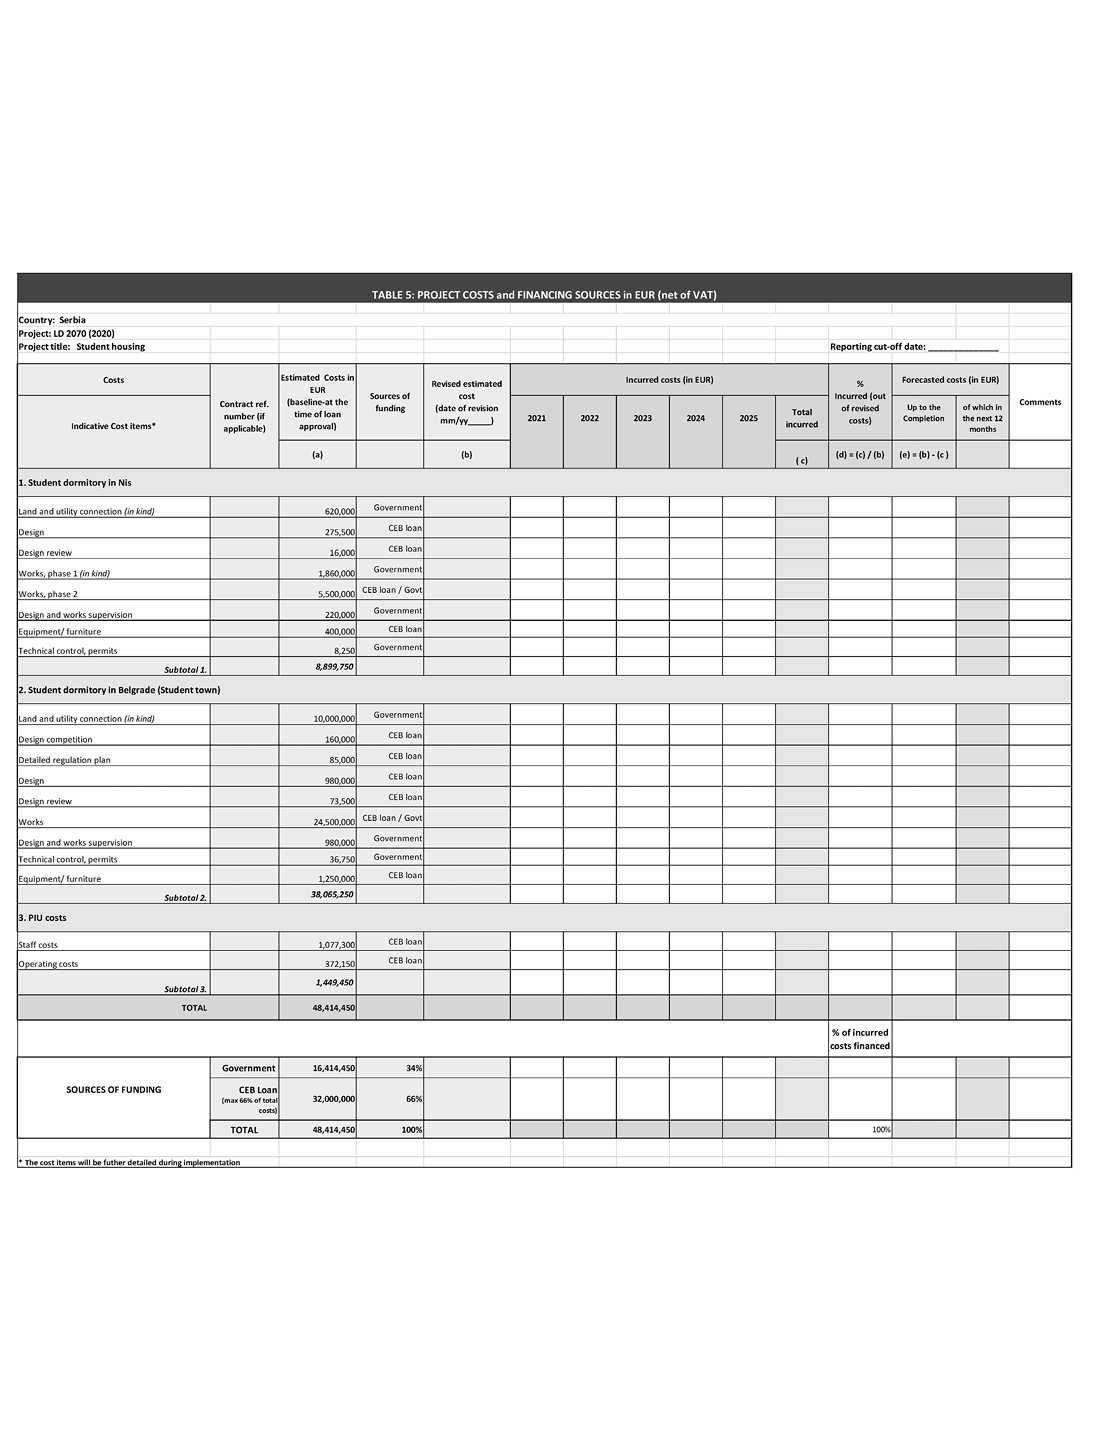 TABLE 5: PROJECT COSTS and FINANCING SOURCES in EUR (net of VAT)
Country: Serbia
Project: LD 2070 (2020)
Project title: Student housing
Reporting cut-off date: ______________
Costs
Indicative Cost items*
Contract ref.
number (if
applicable)
Estimated Costs in
EUR
(baseline-at the
time of loan
approval)
(a)
Sources of
funding
Revised estimated
cost
(date of revision
mm/yy_____)
(b)
Incurred costs (in EUR)
2021 2022 2023 2024 2025
Total
incurred
( c)
%
Incurred (out
of revised
costs)
(d) = (c) / (b)
Forecasted costs (in EUR)
Up to the
Completion
(e) = (b) - (c )
of which in
the next 12
months
Comments
1. Student dormitory in Nis
Land and utility connection (in kind) 620,000 Government
Design 275,500 CEB loan
Design review 16,000 CEB loan
Works, phase 1 (in kind) 1,860,000 Government
Works, phase 2 5,500,000 CEB loan / Govt
Design and works supervision 220,000 Government
Equipment/ furniture 400,000 CEB loan
Technical control, permits 8,250 Government
Subtotal 1. 8,899,750
2. Student dormitory in Belgrade (Student town)
Land and utility connection (in kind) 10,000,000 Government
Design competition 160,000 CEB loan
Detailed regulation plan 85,000 CEB loan
Design 980,000 CEB loan
Design review 73,500 CEB loan
Works 24,500,000 CEB loan / Govt
Design and works supervision 980,000 Government
Technical control, permits 36,750 Government
Equipment/ furniture 1,250,000 CEB loan
Subtotal 2. 38,065,250
3. PIU costs
Staff costs 1,077,300 CEB loan
Operating costs 372,150 CEB loan
Subtotal 3. 1,449,450
TOTAL 48,414,450
% of incurred
costs financed
SOURCES OF FUNDING
Government 16,414,450 34%
CEB Loan
(max 66% of total
costs)
32,000,000 66%
TOTAL 48,414,450 100% 100%
* The cost items will be futher detailed during implementation